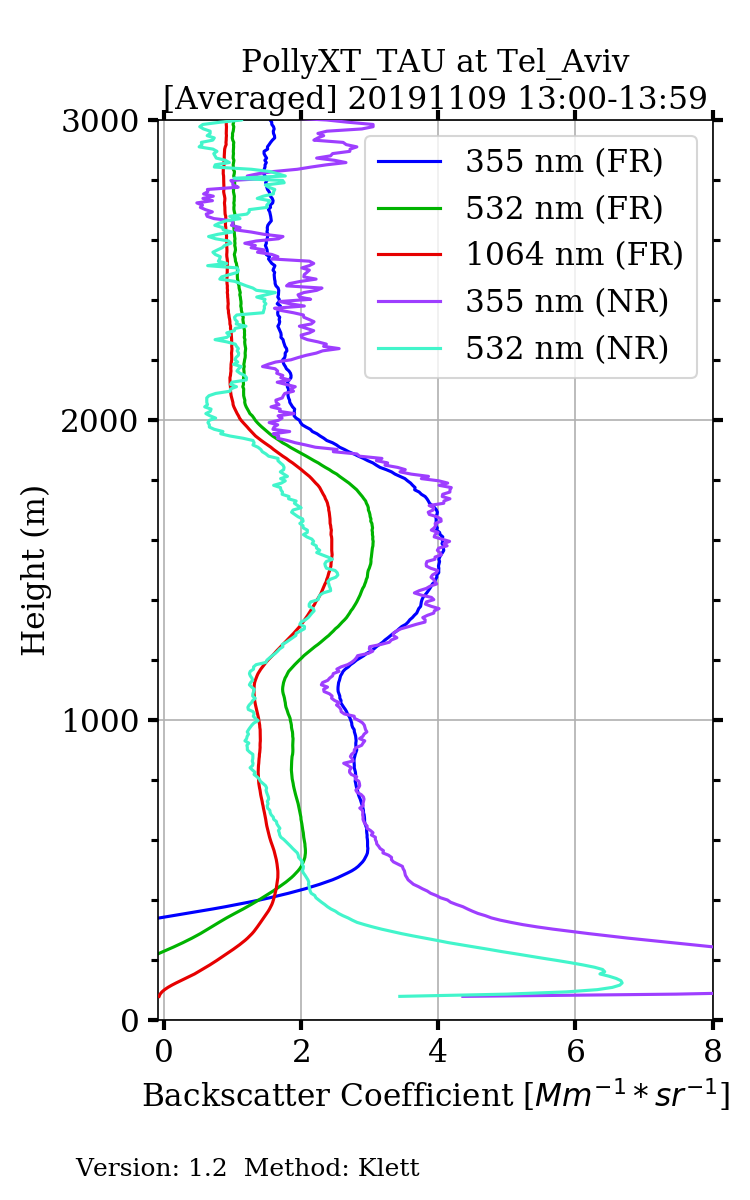 PollyXT_TAU at Tel_Aviv
[Averaged] 20191109 13:00-13:59
3000
2000
1000
0
Height (m)
355 nm (FR)
532 nm (FR)
1064 nm (FR)
355 nm (NR)
532 nm (NR)
0 2 4 6 8
Backscatter Coefficient [Mm⁻¹ * sr⁻¹]
Version: 1.2  Method: Klett